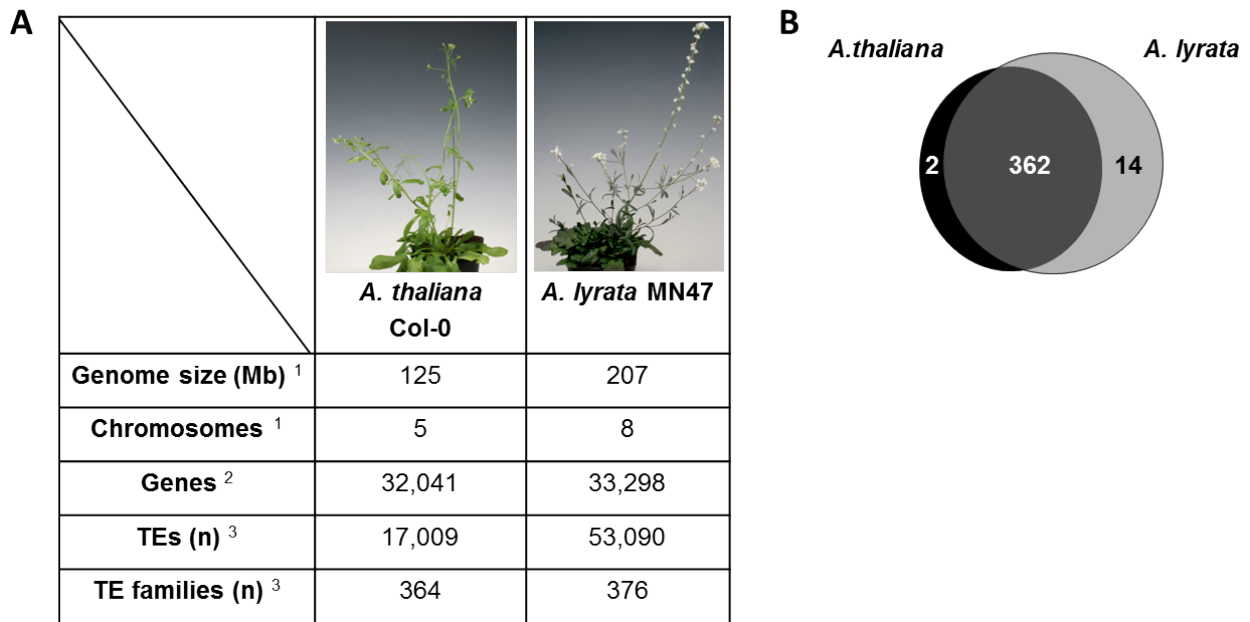 A
A. thaliana
Col-0
A. lyrata MN47
Genome size (Mb) 1 125 207
Chromosomes 1 5 8
Genes 2 32,041 33,298
TEs (n) 3 17,009 53,090
TE families (n) 3 364 376
B
A.thaliana
A. lyrata
2 362 14